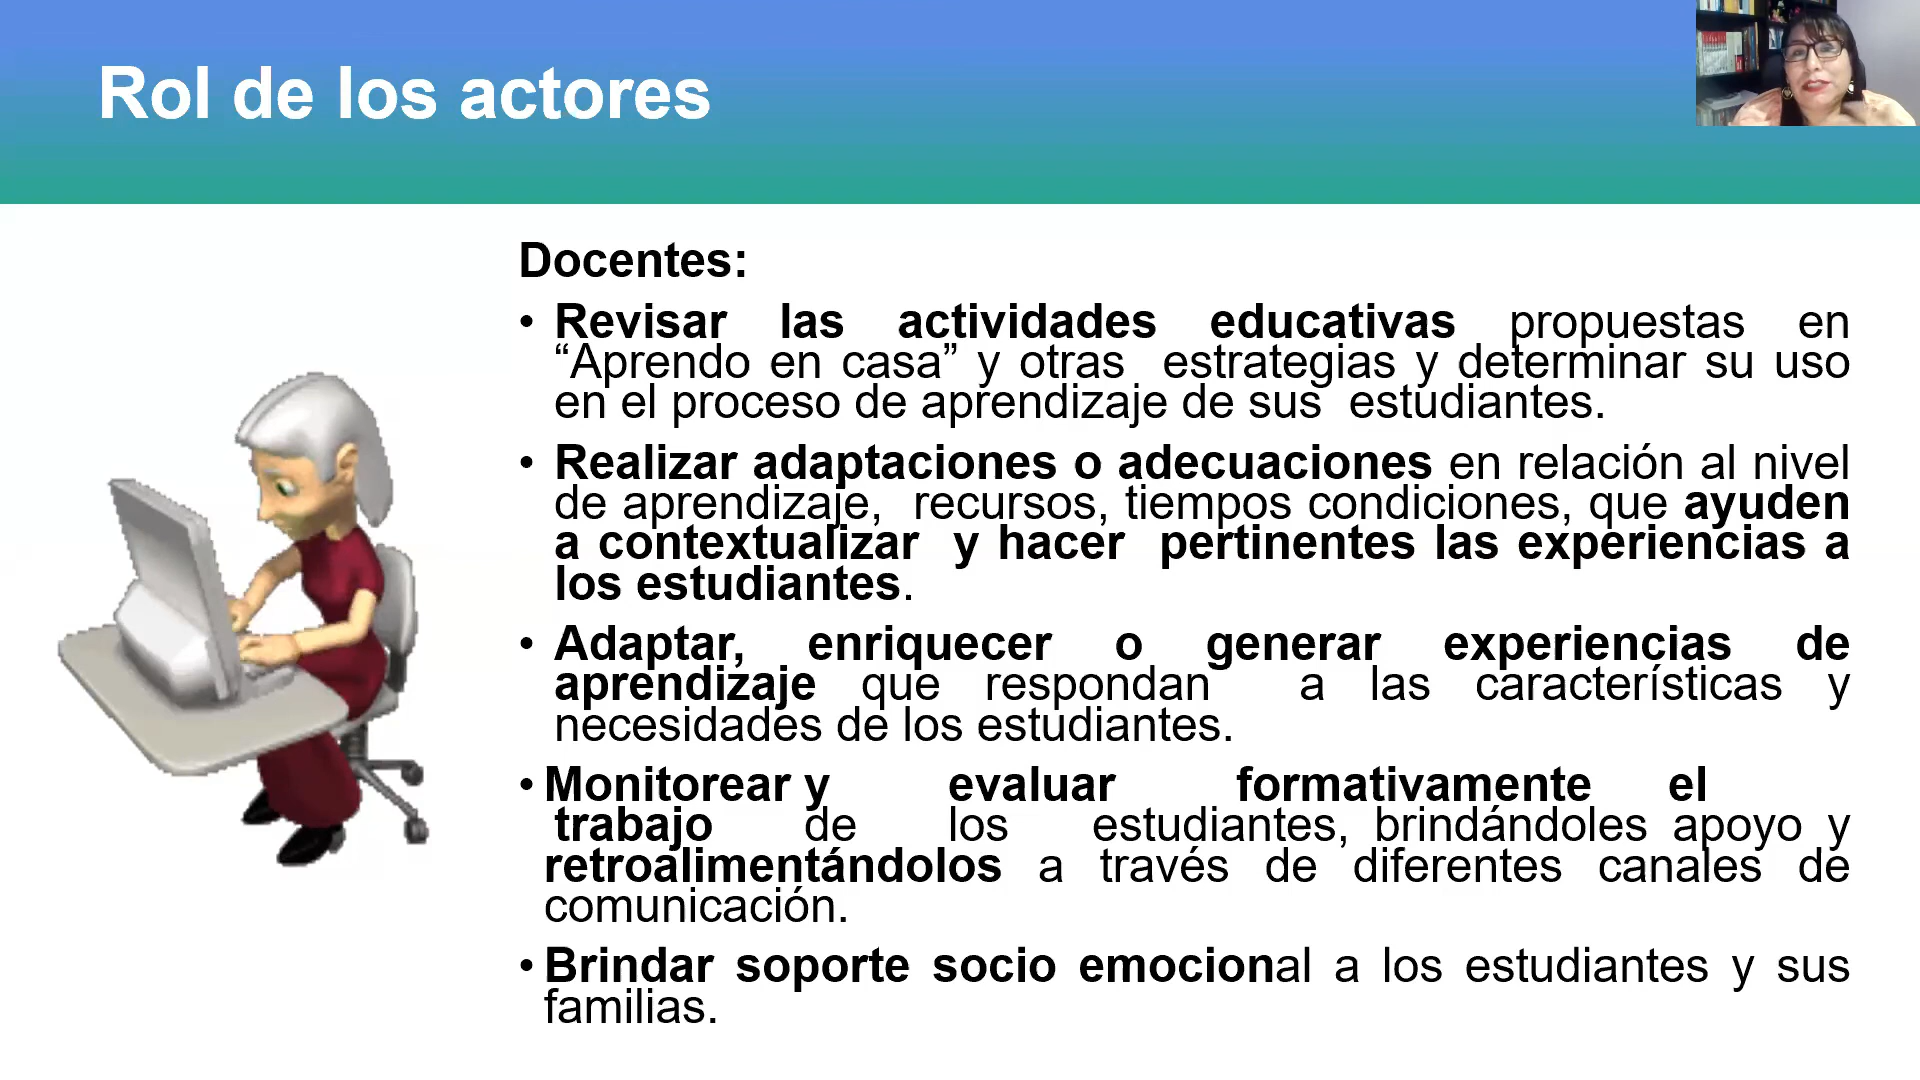 Rol de los actores
Docentes:
• Revisar las actividades educativas propuestas en
“Aprendo en casa” y otras estrategias y determinar su uso
en el proceso de aprendizaje de sus estudiantes.
• Realizar adaptaciones o adecuaciones en relación al nivel
de aprendizaje, recursos, tiempos condiciones, que ayuden
a contextualizar y hacer pertinentes las experiencias a
los estudiantes.
• Adaptar, enriquecer o generar experiencias de
aprendizaje que respondan a las características y
necesidades de los estudiantes.
• Monitorear y evaluar formativamente el
trabajo de los estudiantes, brindándoles apoyo y
retroalimentándolos a través de diferentes canales de
comunicación.
• Brindar soporte socio emocional a los estudiantes y sus
familias.